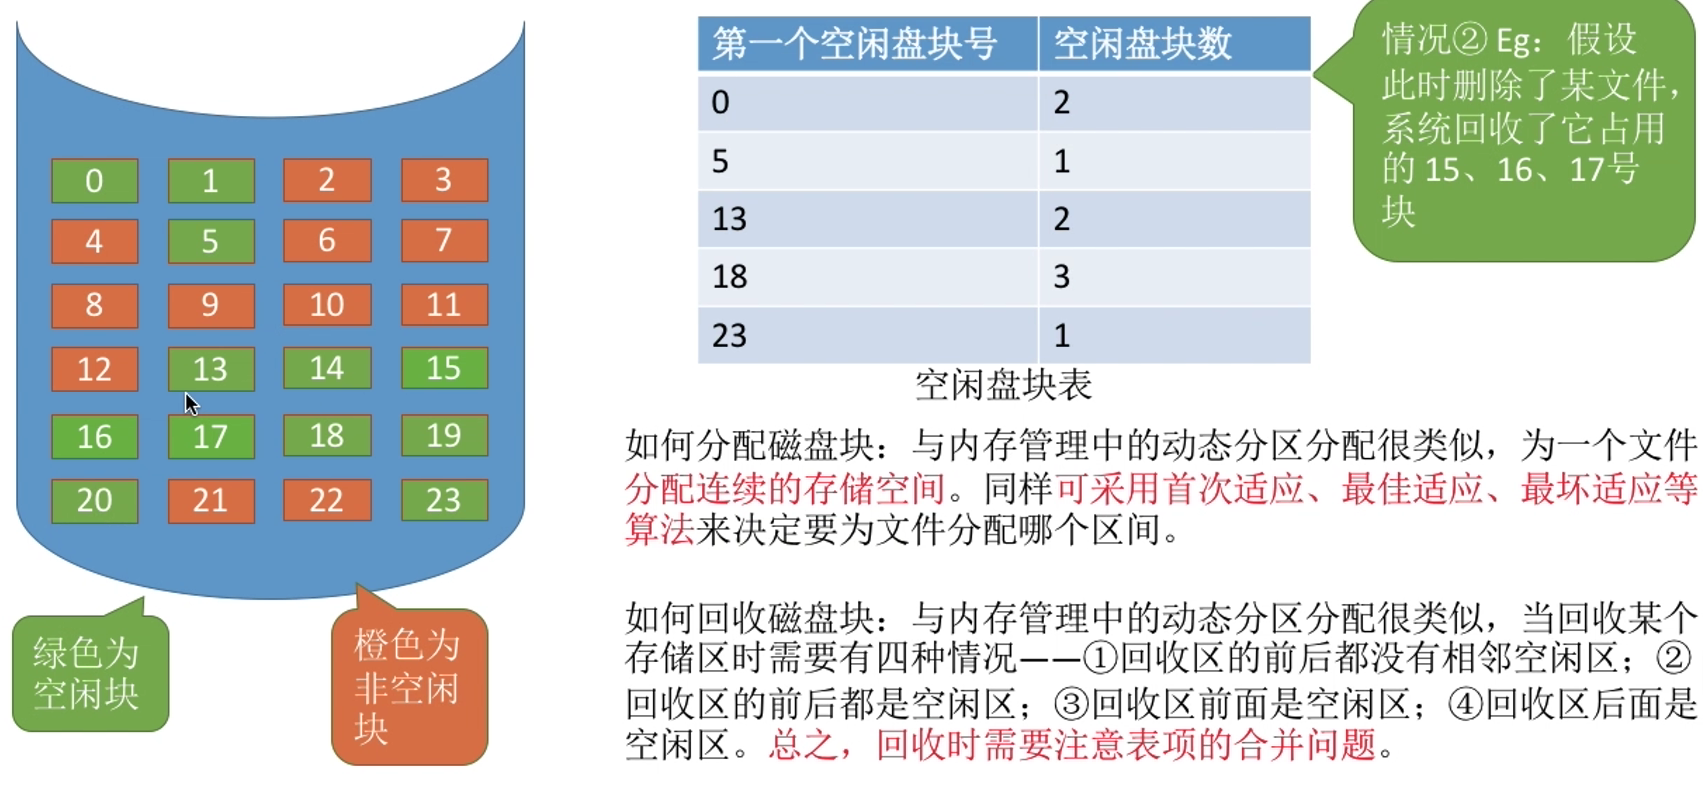 0 1 2 3
4 5 6 7
8 9 10 11
12 13 14 15
16 17 18 19
20 21 22 23
绿色为
空闲块
橙色为
非空闲
块
第一个空闲盘块号 空闲盘块数
0 2
5 1
13 2
18 3
23 1
空闲盘块表
情况② Eg：假设
此时删除了某文件，
系统回收了它占用
的 15、16、17号
块
如何分配磁盘块：与内存管理中的动态分区分配很类似，为一个文件
分配连续的存储空间。同样可采用首次适应、最佳适应、最坏适应等
算法来决定要为文件分配哪个区间。
如何回收磁盘块：与内存管理中的动态分区分配很类似，当回收某个
存储区时需要有四种情况——①回收区的前后都没有相邻空闲区；②
回收区的前后都是空闲区；③回收区前面是空闲区；④回收区后面是
空闲区。总之，回收时需要注意表项的合并问题。